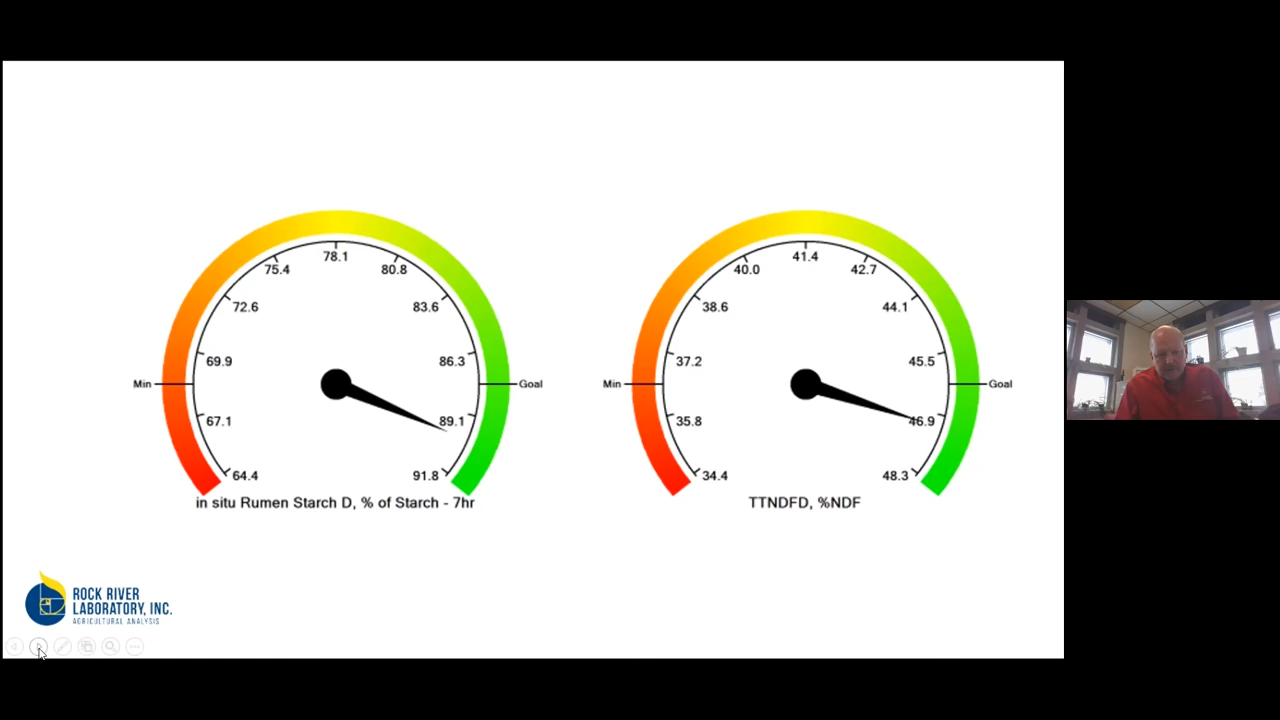 78.1
75.4
80.8
72.6
83.6
69.9
86.3
Min
Goal
67.1
89.1
64.4
91.8
in situ Rumen Starch D, % of Starch - 7hr
41.4
40.0
42.7
38.6
44.1
37.2
45.5
Min
Goal
35.8
46.9
34.4
48.3
TTNDFD, %NDF
ROCK RIVER
LABORATORY, INC.
AGRICULTURAL ANALYSIS